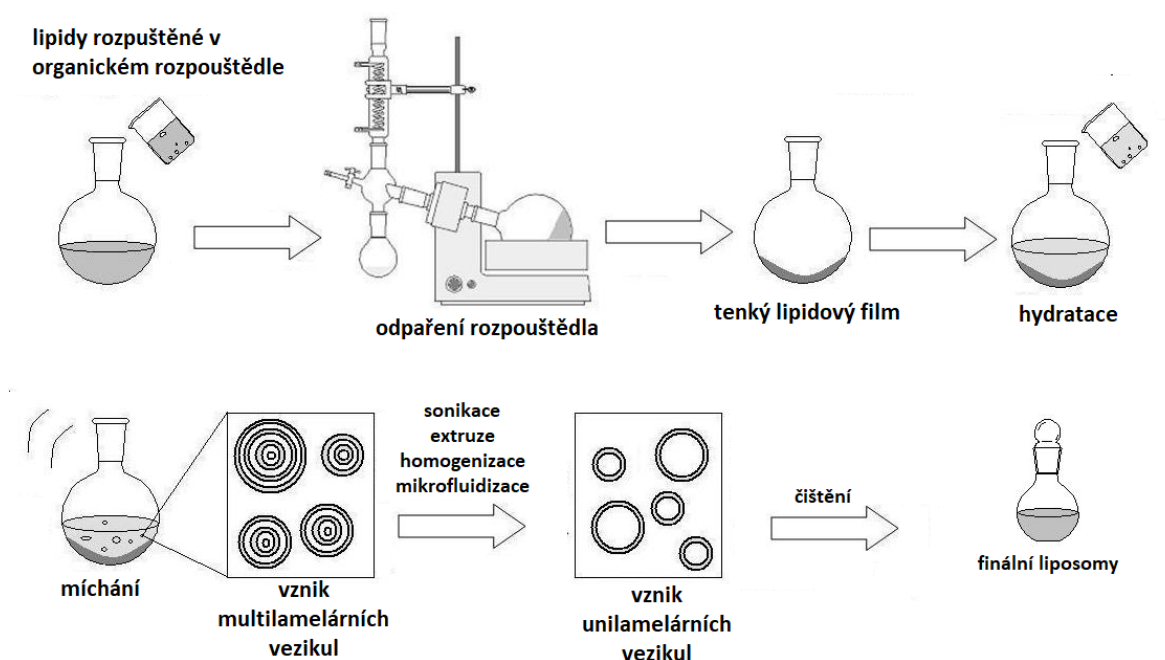 lipidy rozpuštěné v
organickém rozpouštědle
odpaření rozpouštědla
tenký lipidový film
hydratace
míchání
vznik
multilamelárních
vezikul
sonikace
extruze
homogenizace
mikrofluidizace
vznik
unilamelárních
vezikul
čištění
finální liposomy